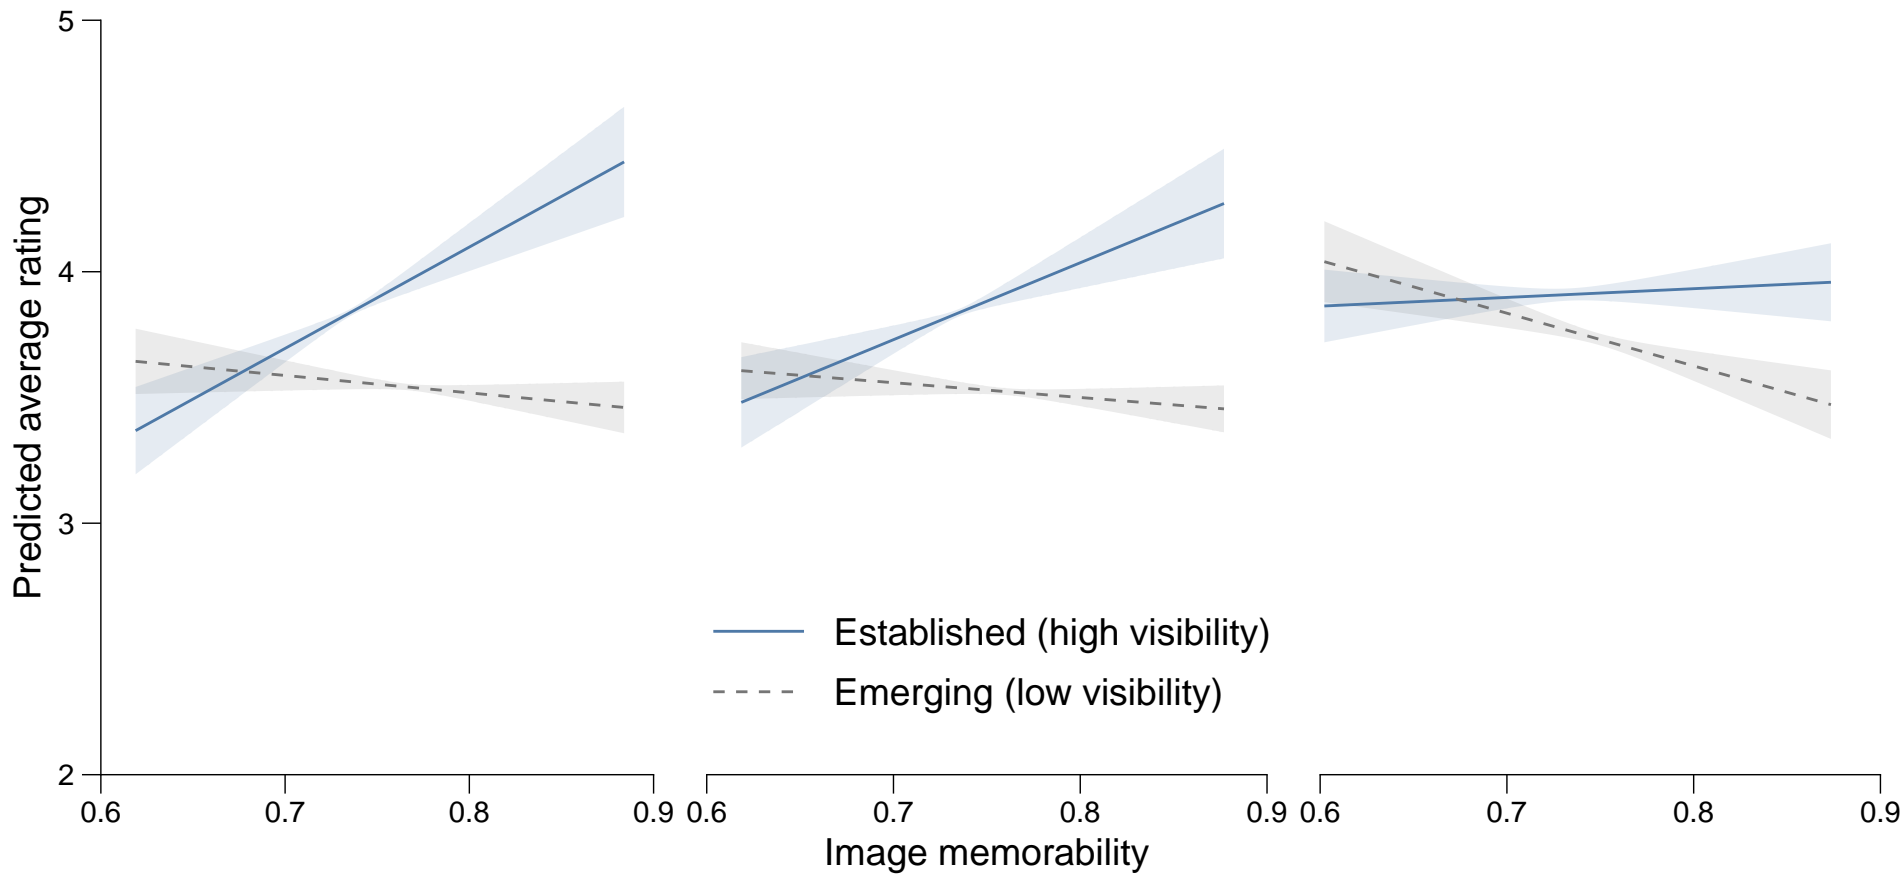 5
4
3
2
Predicted average rating
Established (high visibility)
Emerging (low visibility)
0.6 0.7 0.8 0.9 0.6 0.7 0.8 0.9 0.6 0.7 0.8 0.9
Image memorability